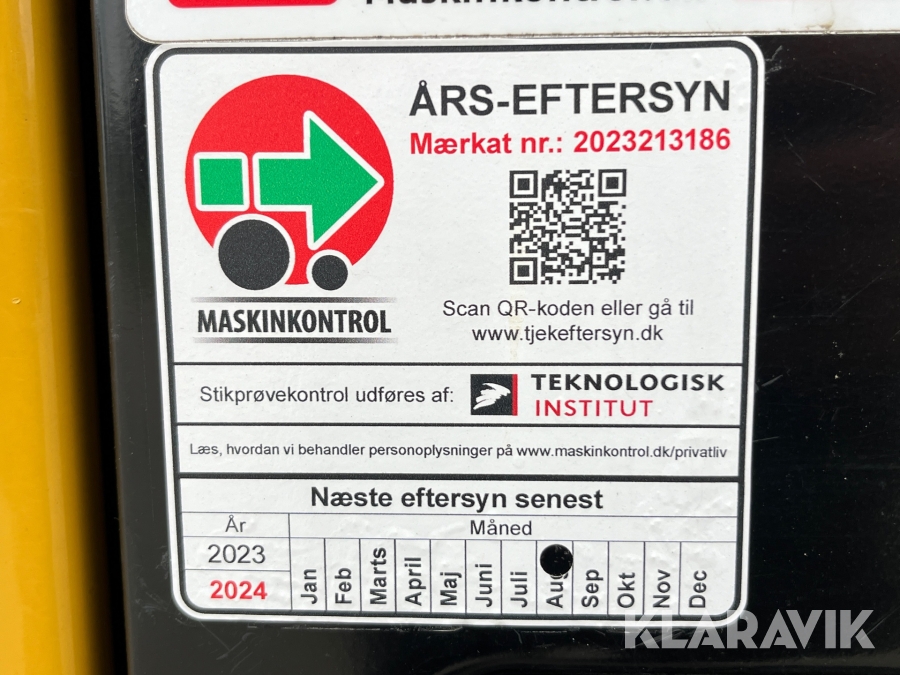 ÅRS-EFTERSYN
Mærkat nr.: 2023213186
Scan QR-koden eller gå til
www.tjekeftersyn.dk
MASKINKONTROL
Stikprøvekontrol udføres af:
TEKNOLOGISK
INSTITUT
Læs, hvordan vi behandler personoplysninger på www.maskinkontrol.dk/privatliv
Næste eftersyn senest
År Måned
2023
2024
Jan Feb Marts April Maj Juni Juli Aug Sep Okt Nov Dec
KLARAVIK